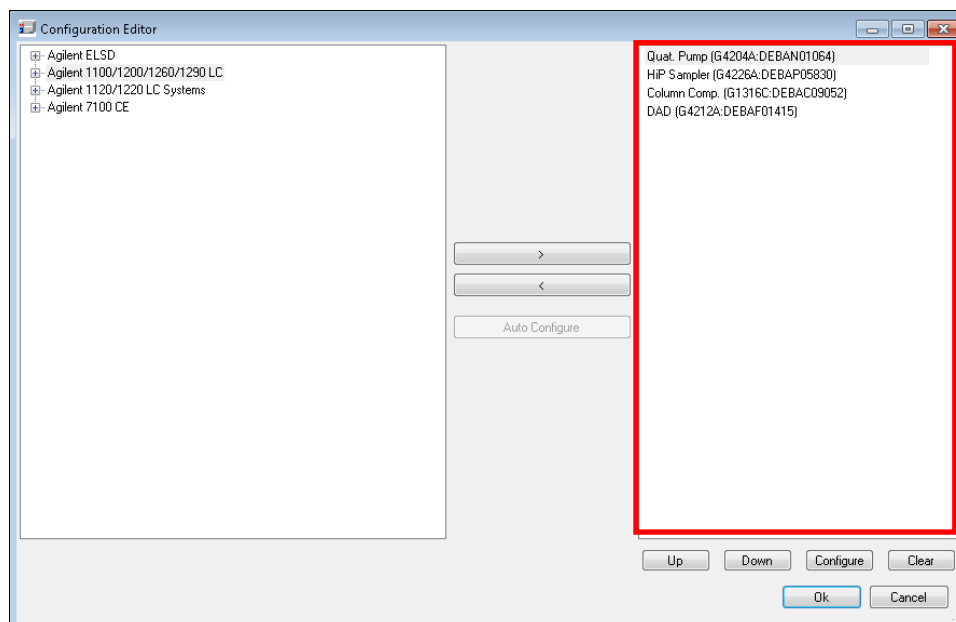 Configuration Editor
Agilent ELSD
Agilent 1100/1200/1260/1290 LC
Agilent 1120/1220 LC Systems
Agilent 7100 CE
>
<
Auto Configure
Quat. Pump (G4204A:DEBAN01064)
HiP Sampler (G4226A:DEBAP05830)
Column Comp. (G1316C:DEBAC09052)
DAD (G4212A:DEBAF01415)
Up Down Configure Clear
Ok Cancel